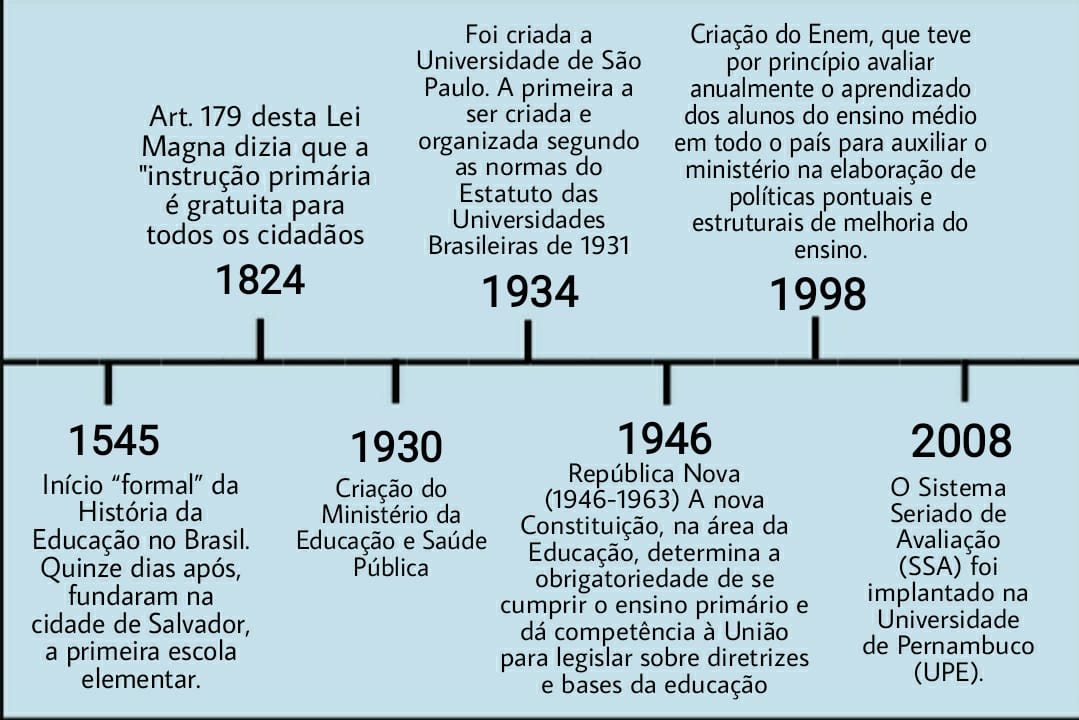 Art. 179 desta Lei
Magna dizia que a
"instrução primária
é gratuita para
todos os cidadãos
1824
Foi criada a
Universidade de São
Paulo. A primeira a
ser criada e
organizada segundo
as normas do
Estatuto das
Universidades
Brasileiras de 1931
1934
Criação do Enem, que teve
por princípio avaliar
anualmente o aprendizado
dos alunos do ensino médio
em todo o país para auxiliar o
ministério na elaboração de
políticas pontuais e
estruturais de melhoria do
ensino.
1998
1545
Início “formal” da
História da
Educação no Brasil.
Quinze dias após,
fundaram na
cidade de Salvador,
a primeira escola
elementar.
1930
Criação do
Ministério da
Educação e Saúde
Pública
1946
República Nova
(1946-1963) A nova
Constituição, na área da
Educação, determina a
obrigatoriedade de se
cumprir o ensino primário e
dá competência à União
para legislar sobre diretrizes
e bases da educação
2008
O Sistema
Seriado de
Avaliação
(SSA) foi
implantado na
Universidade
de Pernambuco
(UPE).